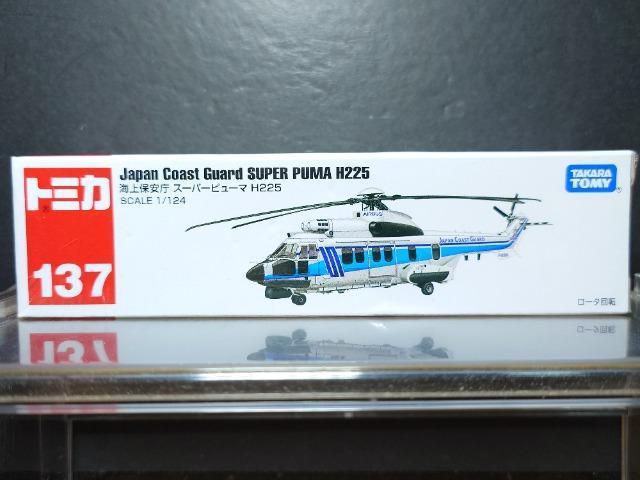 トミカ
137
Japan Coast Guard SUPER PUMA H225
海上保安庁 スーパーピューマ H225
SCALE 1/124
AIRBUS
JAPAN COAST GUARD
TAKARA
TOMY
ロータ回転